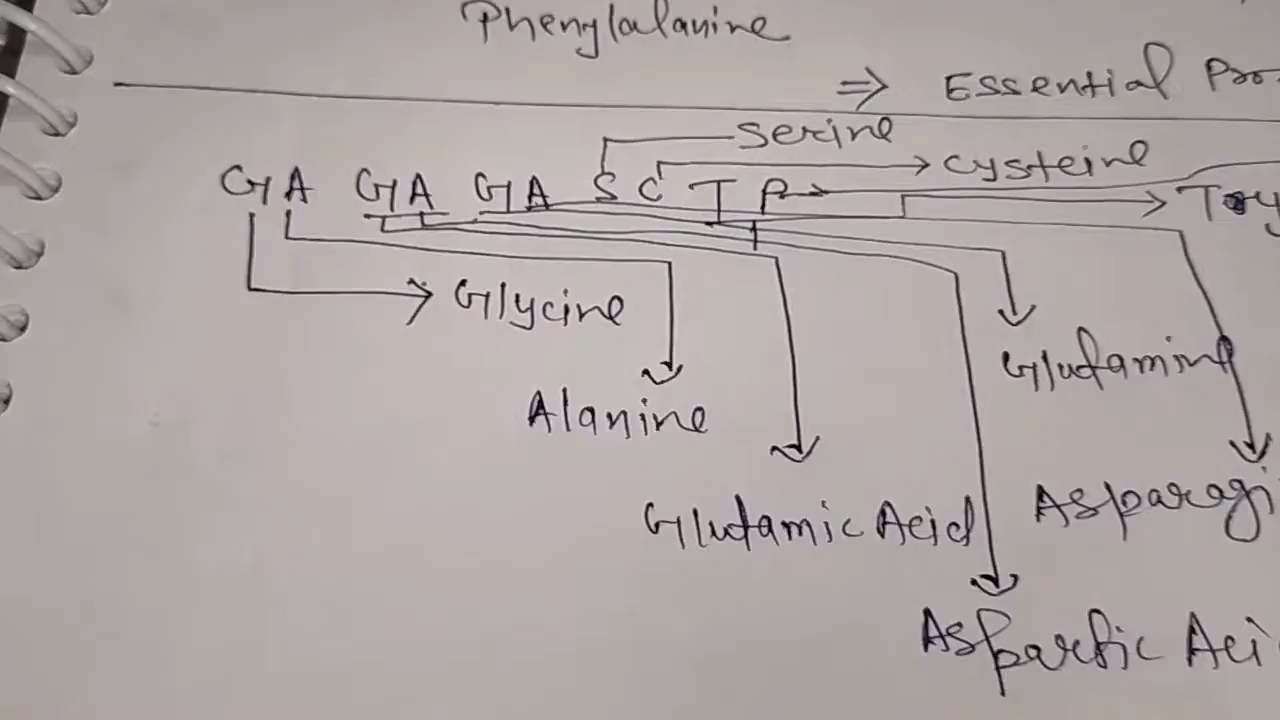 Phenylalanine
⇒ Essential
Serine
→ Cysteine
GA GA GA S C T P
Glycine
Glutamine
Alanine
Glutamic Acid
Aspartic